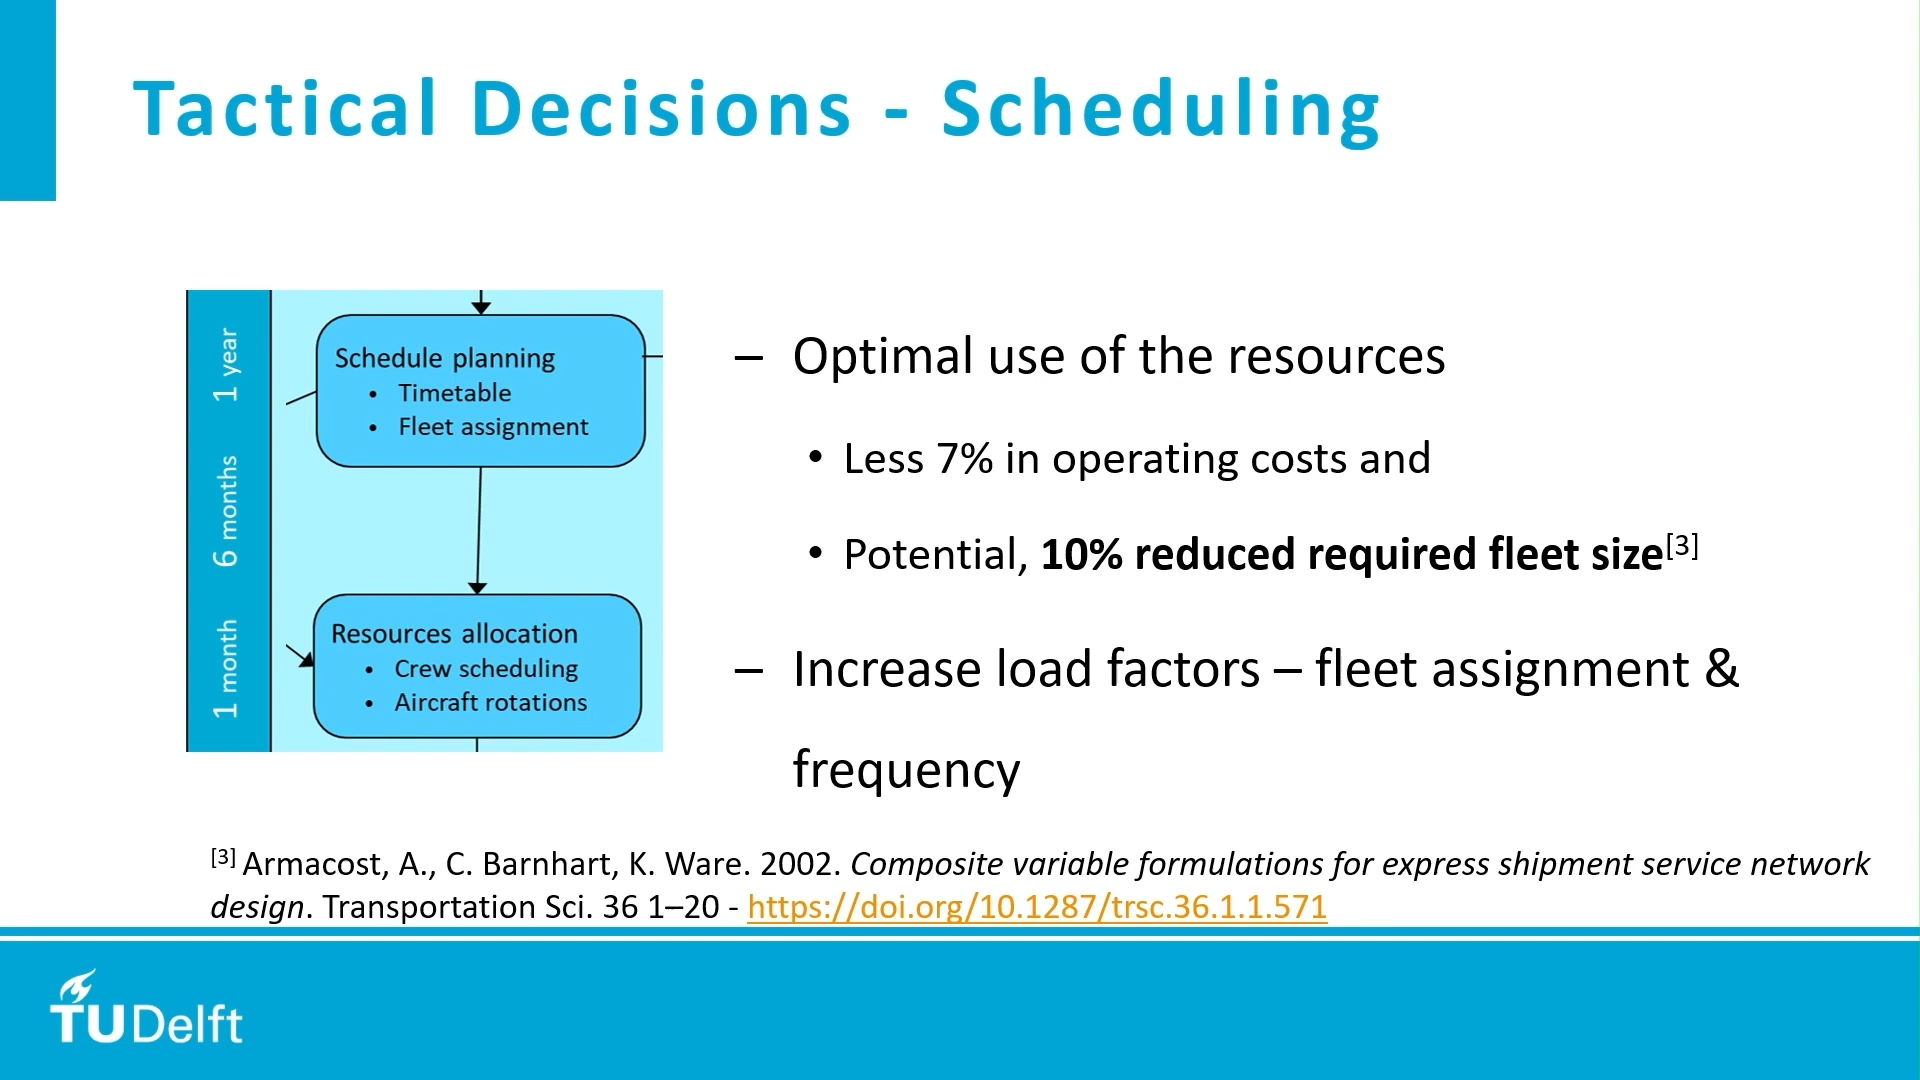 Tactical Decisions - Scheduling
1 year
6 months
1 month
Schedule planning
• Timetable
• Fleet assignment
Resources allocation
• Crew scheduling
• Aircraft rotations
– Optimal use of the resources
• Less 7% in operating costs and
• Potential, 10% reduced required fleet size[3]
– Increase load factors – fleet assignment &
frequency
[3] Armacost, A., C. Barnhart, K. Ware. 2002. Composite variable formulations for express shipment service network
design. Transportation Sci. 36 1–20 - https://doi.org/10.1287/trsc.36.1.1.571
TU Delft